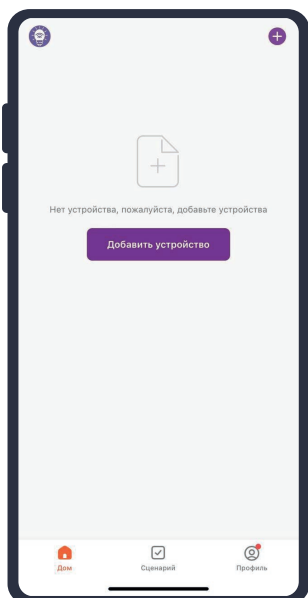 Нет устройства, пожалуйста, добавьте устройства
Добавить устройство
Дом
Сценарий
Профиль